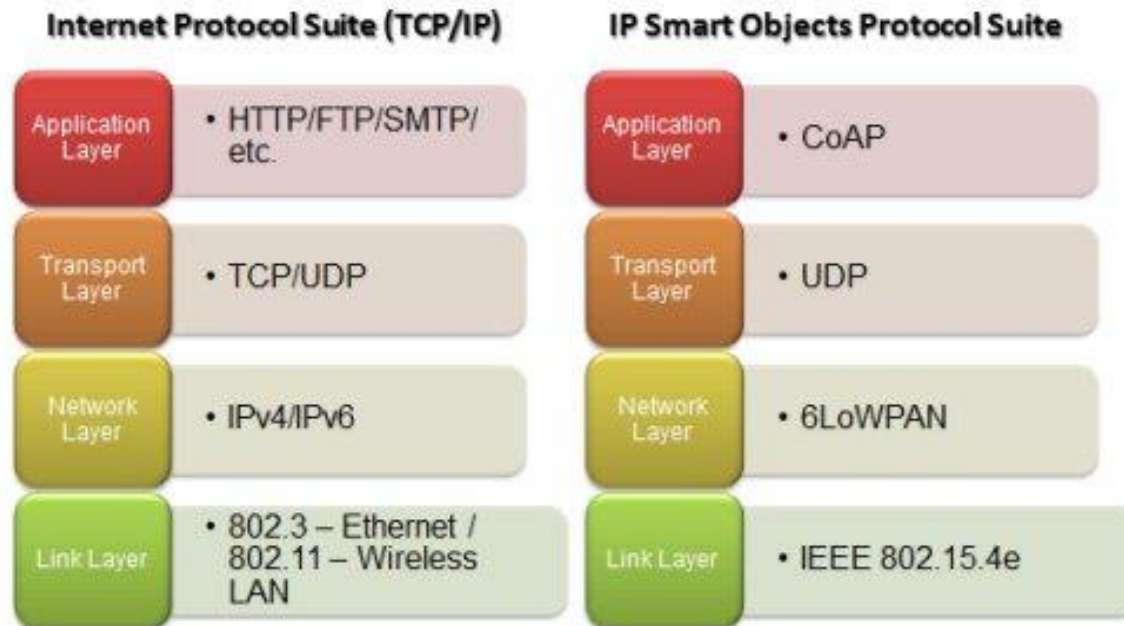 Internet Protocol Suite (TCP/IP)
Application
Layer
• HTTP/FTP/SMTP/
etc.
Transport
Layer
• TCP/UDP
Network
Layer
• IPv4/IPv6
Link Layer
• 802.3 – Ethernet /
802.11 – Wireless
LAN
IP Smart Objects Protocol Suite
Application
Layer
• CoAP
Transport
Layer
• UDP
Network
Layer
• 6LoWPAN
Link Layer
• IEEE 802.15.4e